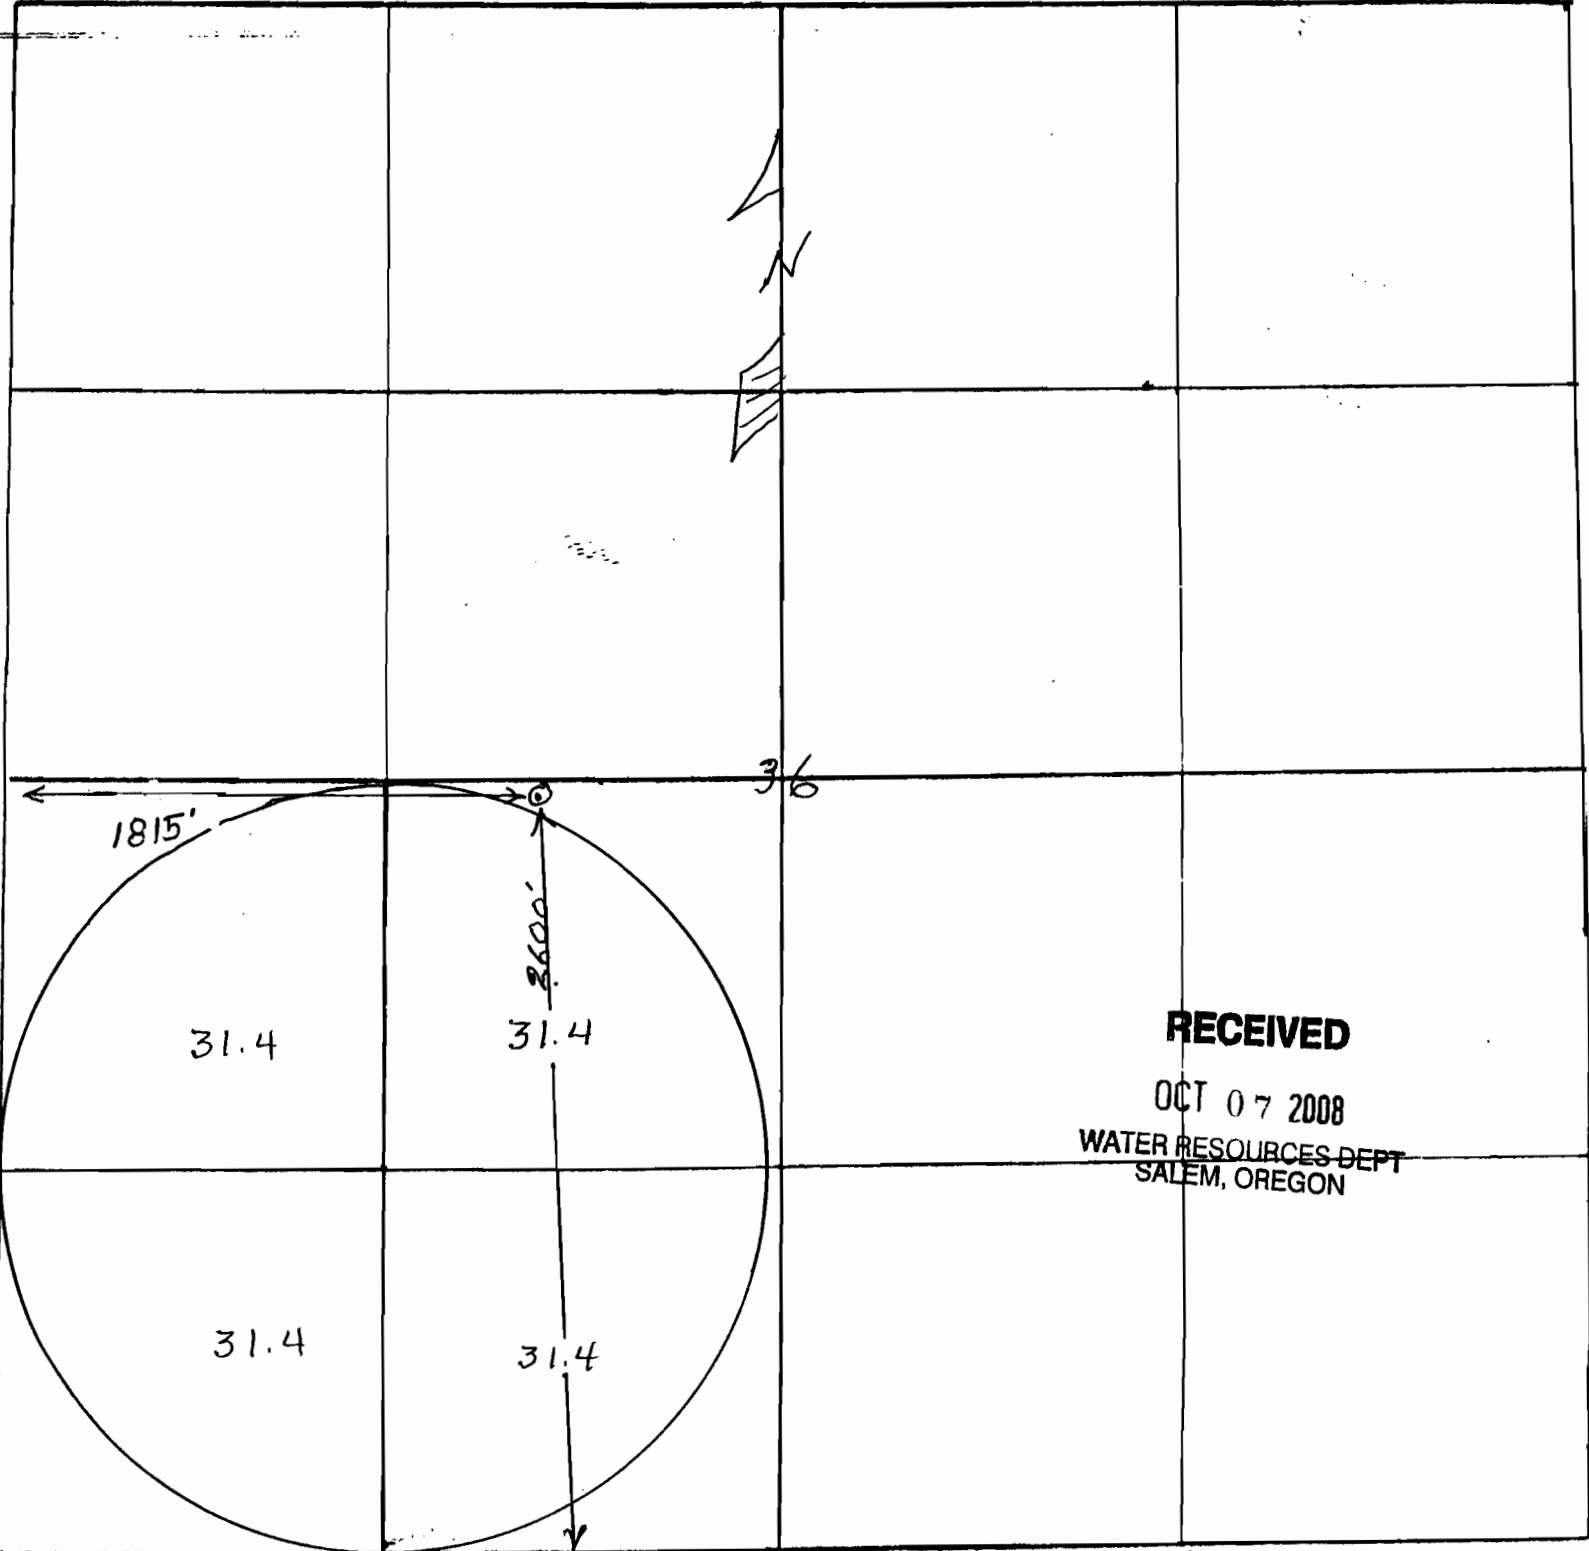 N
36
1815'
2600'
31.4
31.4
RECEIVED
OCT 07 2008
WATER RESOURCES DEPT
SALEM, OREGON
31.4
31.4